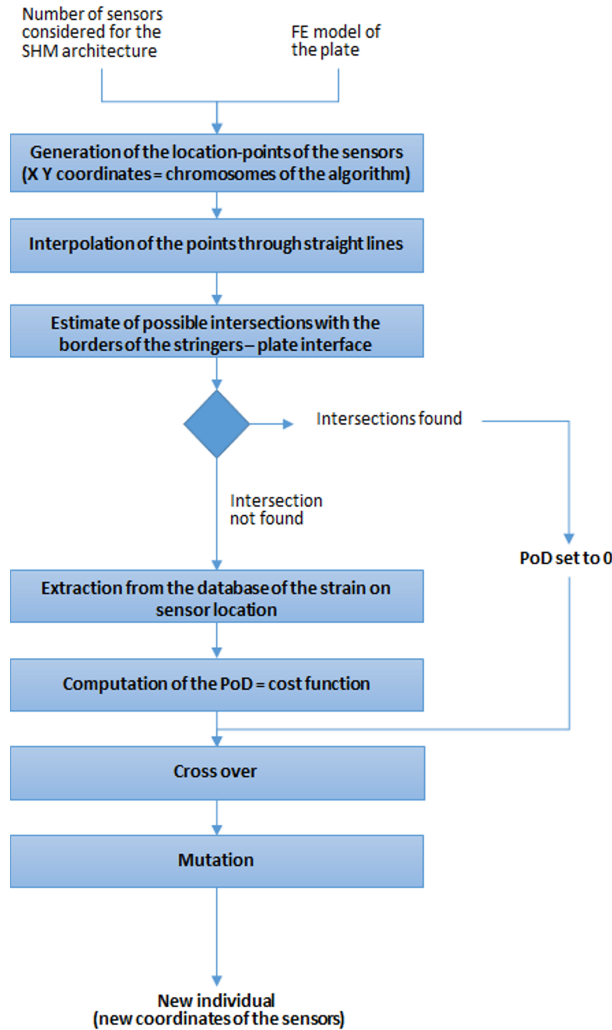 Number of sensors
considered for the
SHM architecture
FE model of
the plate
Generation of the location-points of the sensors
(X Y coordinates = chromosomes of the algorithm)
Interpolation of the points through straight lines
Estimate of possible intersections with the
borders of the stringers – plate interface
Intersections found
Intersection
not found
PoD set to 0
Extraction from the database of the strain on
sensor location
Computation of the PoD = cost function
Cross over
Mutation
New individual
(new coordinates of the sensors)